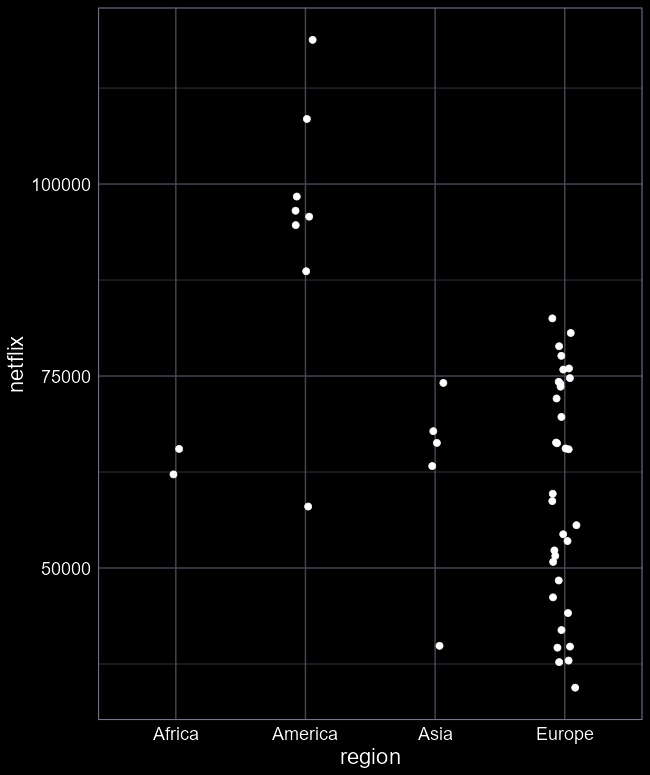 100000
75000
50000
netflix
Africa America Asia Europe
region